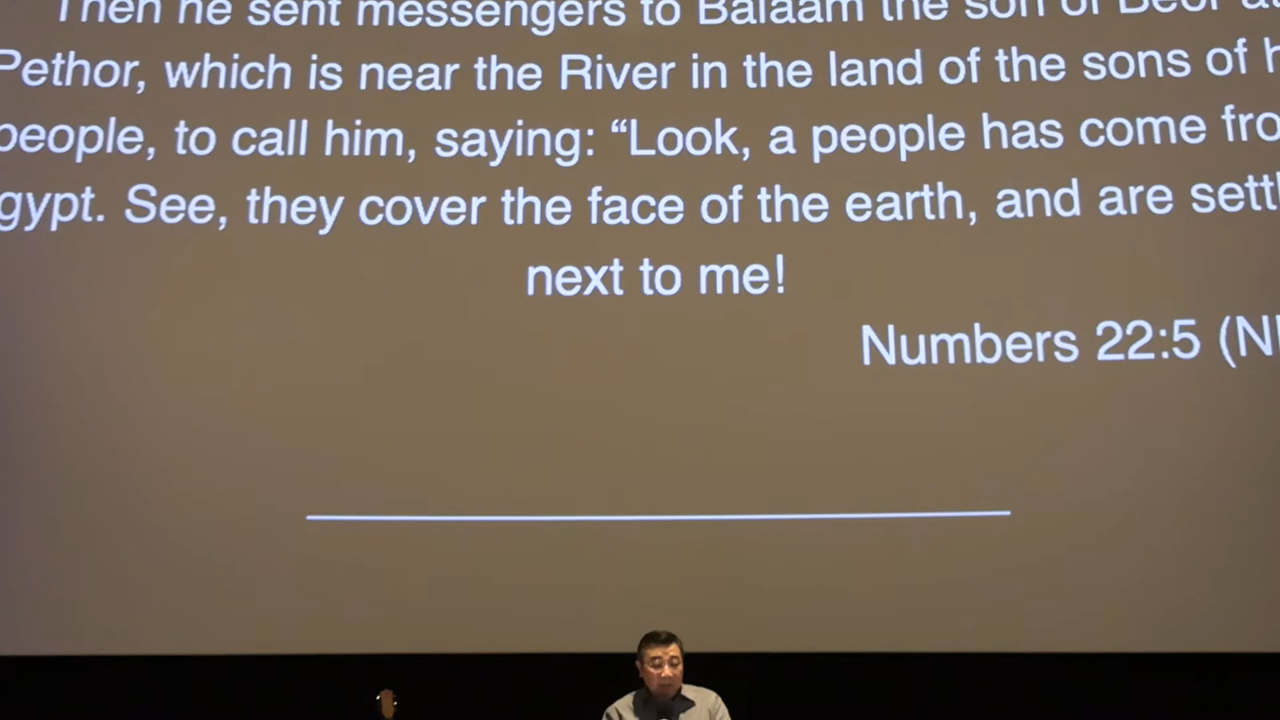 Then he sent messengers to Balaam the son of Beor
Pethor, which is near the River in the land of the sons of
people, to call him, saying: “Look, a people has come
gypt. See, they cover the face of the earth, and are
next to me!
Numbers 22:5